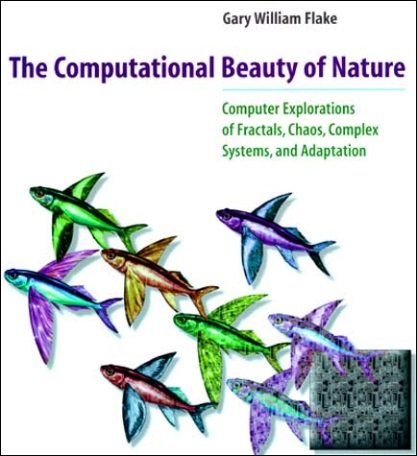 Gary William Flake
The Computational Beauty of Nature
Computer Explorations
of Fractals, Chaos, Complex
Systems, and Adaptation